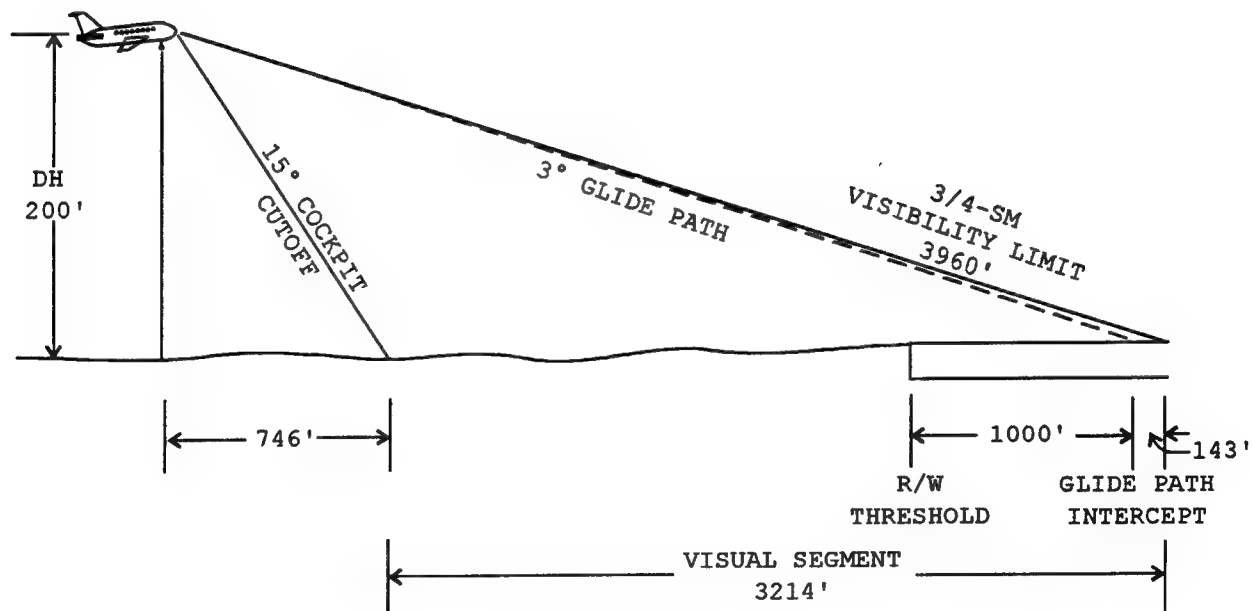 DH
200'
15° COCKPIT
CUTOFF
3° GLIDE PATH
3/4-SM
VISIBILITY LIMIT
3960'
746'
1000'
143'
R/W
THRESHOLD
GLIDE PATH
INTERCEPT
VISUAL SEGMENT
3214'